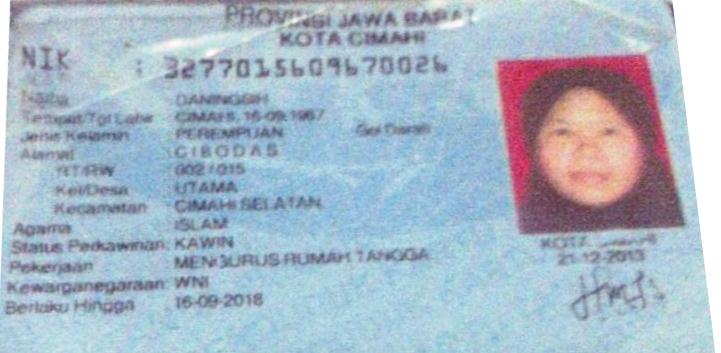 PROVINSI JAWA BARAT
KOTA CIMAHI
NIK : 3277015609670026
Nama DANINGSIH
Tempat/Tgl Lahir CIMAHI, 16-09-1967
Jenis Kelamin PEREMPUAN Gol Darah
Alamat CIBODAS
RT/RW 002/015
Kel/Desa UTAMA
Kecamatan CIMAHI SELATAN
Agama ISLAM
Status Perkawinan: KAWIN
Pekerjaan MENGURUS RUMAH TANGGA
Kewarganegaraan: WNI
Berlaku Hingga 16-09-2018
KOTA CIMAHI
21-12-2013